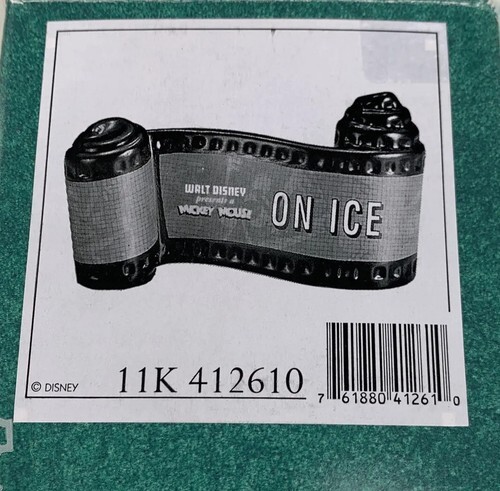 WALT DISNEY
presents a
MICKEY MOUSE
ON ICE
© DISNEY
11K 412610
7 61880 41261 0